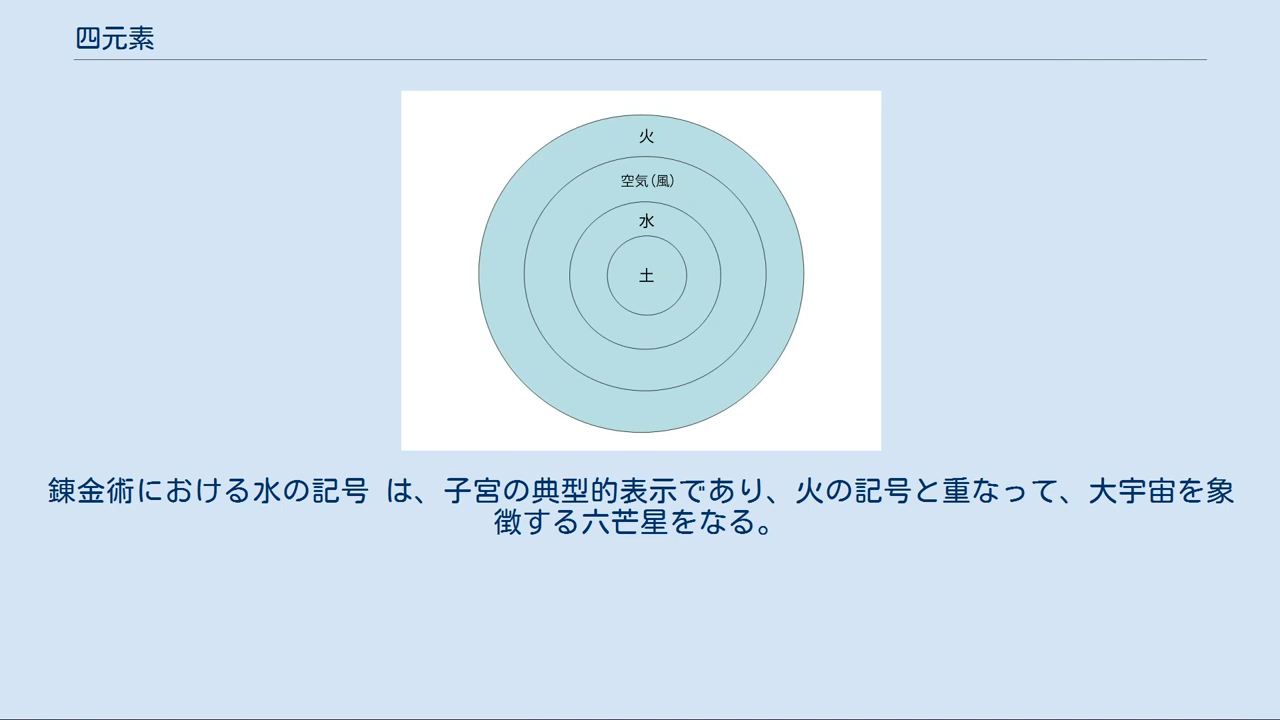 四元素
火
空気(風)
水
土
錬金術における水の記号 は、子宮の典型的表示であり、火の記号と重なって、大宇宙を象
徴する六芒星をなる。